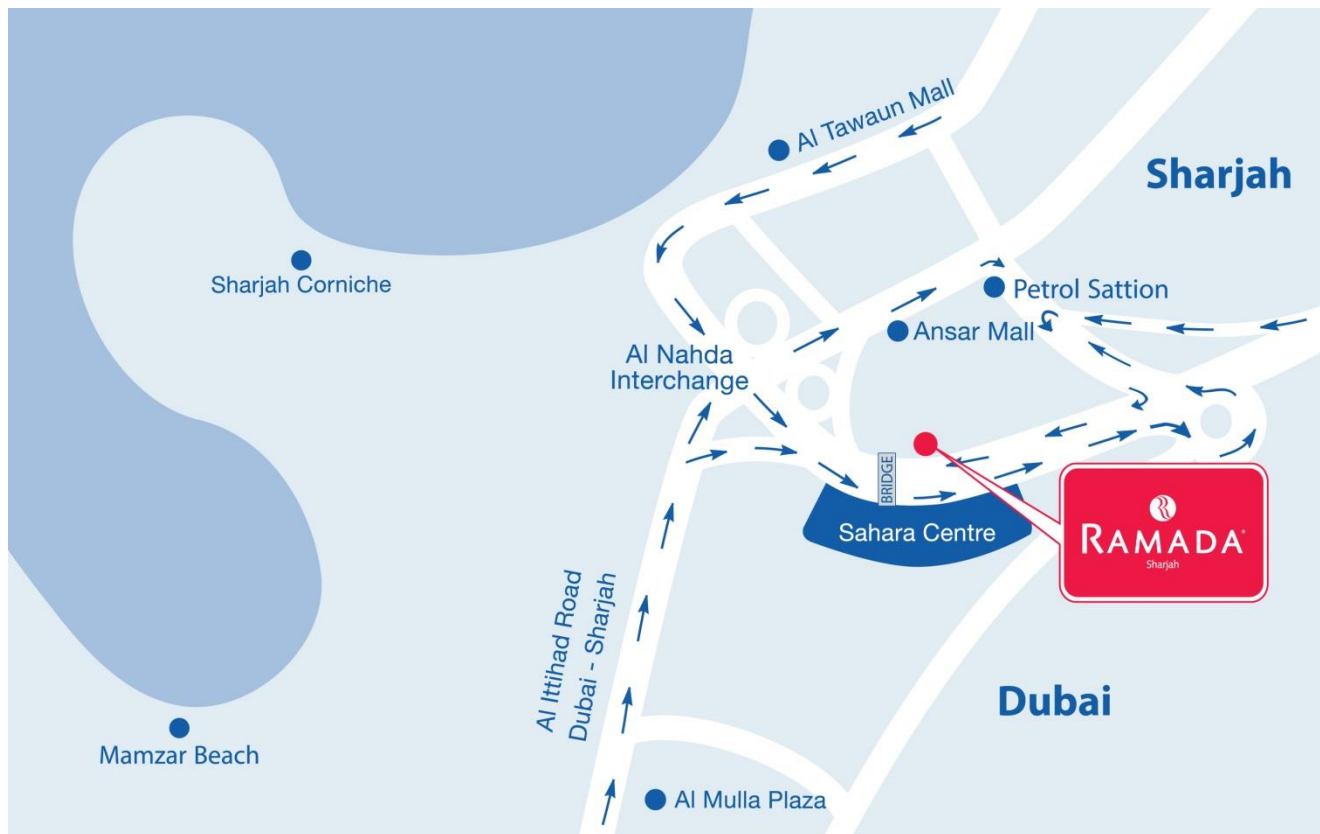 Al Tawaun Mall
Sharjah
Sharjah Corniche
Petrol Sattion
Ansar Mall
Al Nahda
Interchange
BRIDGE
Sahara Centre
RAMADA
Sharjah
Al Ittihad Road
Dubai - Sharjah
Dubai
Mamzar Beach
Al Mulla Plaza